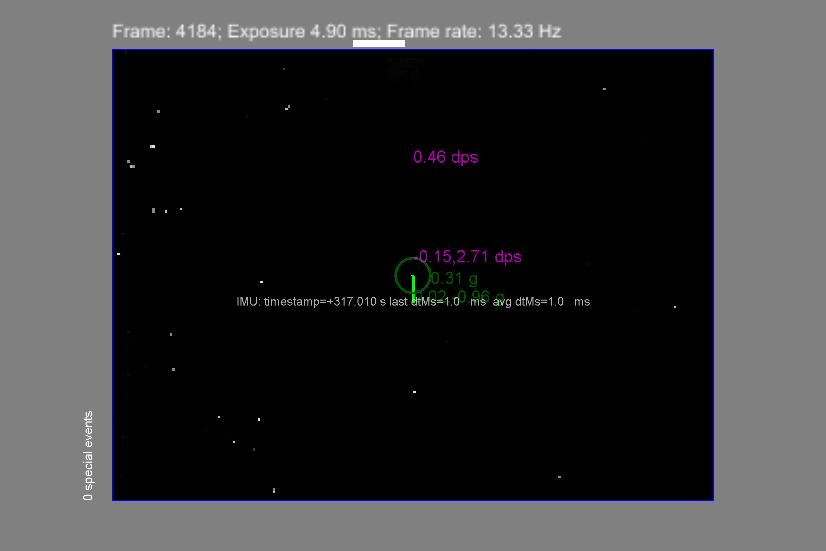 Frame: 4184; Exposure 4.90 ms; Frame rate: 13.33 Hz
0.46 dps
-0.15,2.71 dps
0.31 g
IMU: timestamp=+317.010 s last dtMs=1.0 ms avg dtMs=1.0 ms
0 special events